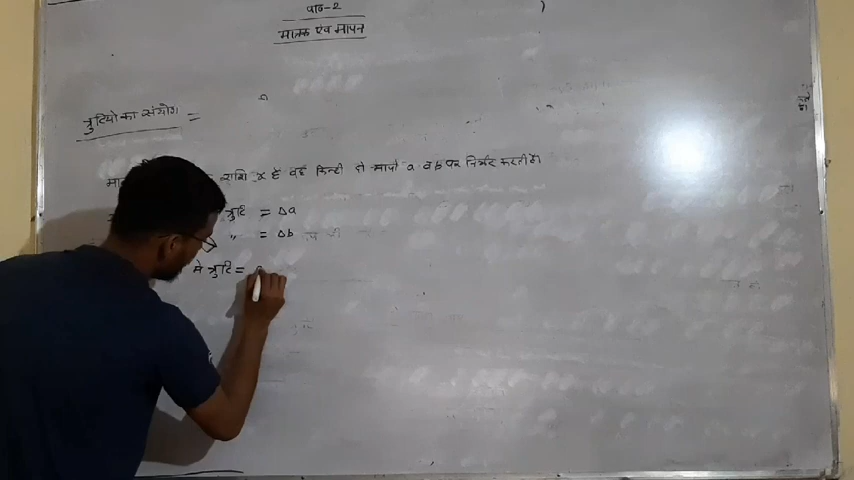 पाठ-2
मात्रक एवं मापन
त्रुटियो का संयोग =
राशि x है वह किन्ही दो मापो a व b पर निर्भर करती है।
त्रुटि = Δa
" = Δb
मे त्रुटि =